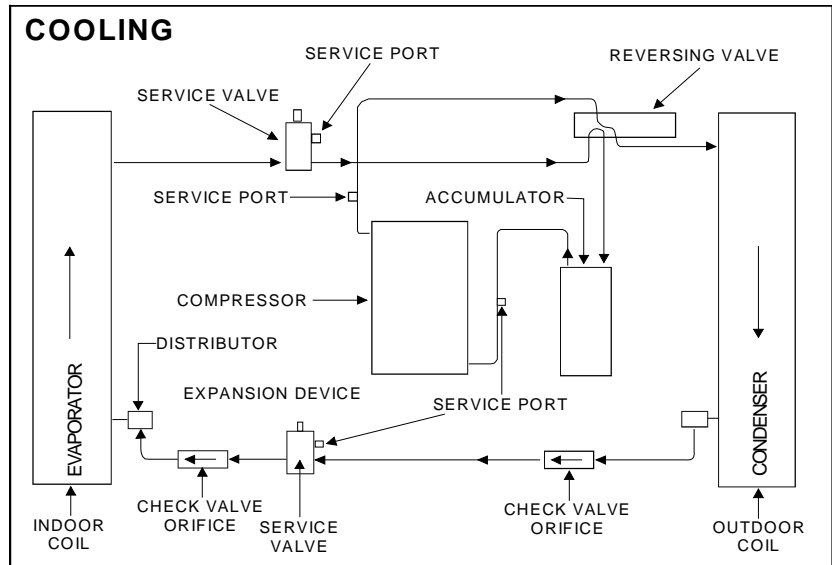 COOLING
SERVICE PORT
REVERSING VALVE
SERVICE VALVE
SERVICE PORT
ACCUMULATOR
COMPRESSOR
DISTRIBUTOR
EXPANSION DEVICE
SERVICE PORT
EVAPORATOR
CONDENSER
INDOOR
COIL
CHECK VALVE
ORIFICE
SERVICE
VALVE
CHECK VALVE
ORIFICE
OUTDOOR
COIL